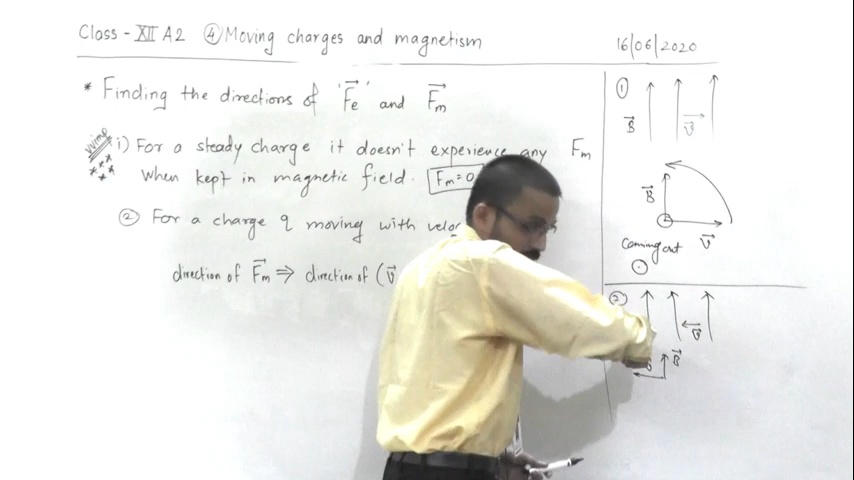 Class - XII A2 ④ Moving charges and magnetism
16/06/2020
* Finding the directions of 'F⃗e' and F⃗m
VVimp
i) For a steady charge it doesn't experience any Fm
when kept in magnetic field. Fm=0
② For a charge q moving with
direction of F⃗m ⇒ direction of (v⃗
①
B⃗ v⃗
B⃗
v⃗
Coming out
②
v⃗
B⃗